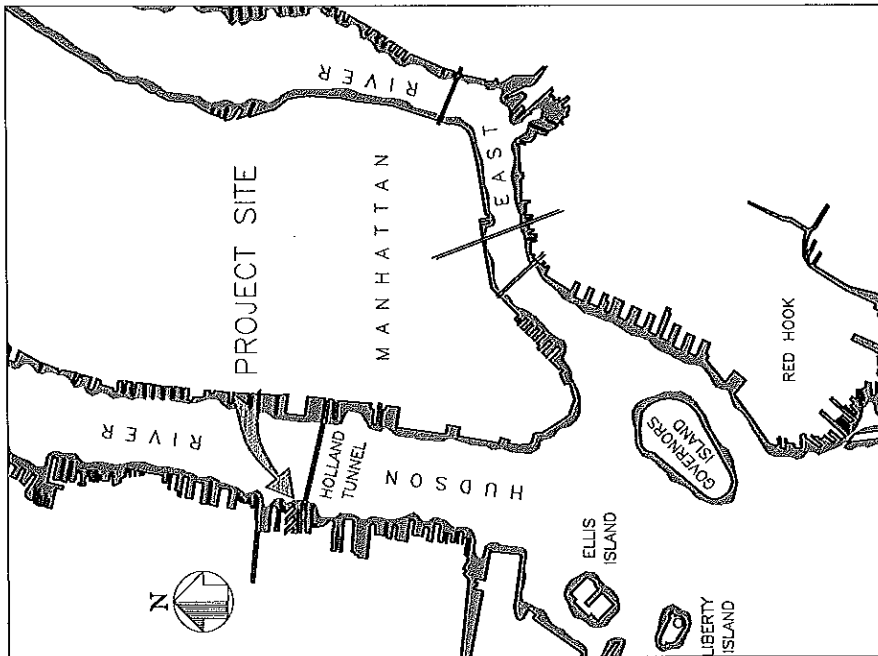 RIVER
RIVER
PROJECT SITE
MANHATTAN
EAST
HOLLAND
TUNNEL
HUDSON
RED HOOK
GOVERNORS
ISLAND
ELLIS
ISLAND
LIBERTY
ISLAND
N